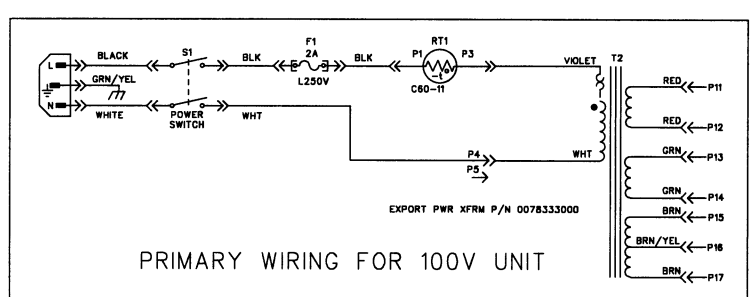 BLACK
S1
BLK
F1
2A
L250V
BLK
P1
RT1
P3
-t°
C60-11
VIOLET
T2
L
GRN/YEL
N
WHITE
POWER
SWITCH
WHT
P4
P5
WHT
RED
P11
RED
P12
GRN
P13
GRN
P14
BRN
P15
BRN/YEL
P16
BRN
P17
EXPORT PWR XFRM P/N 0078333000
PRIMARY WIRING FOR 100V UNIT